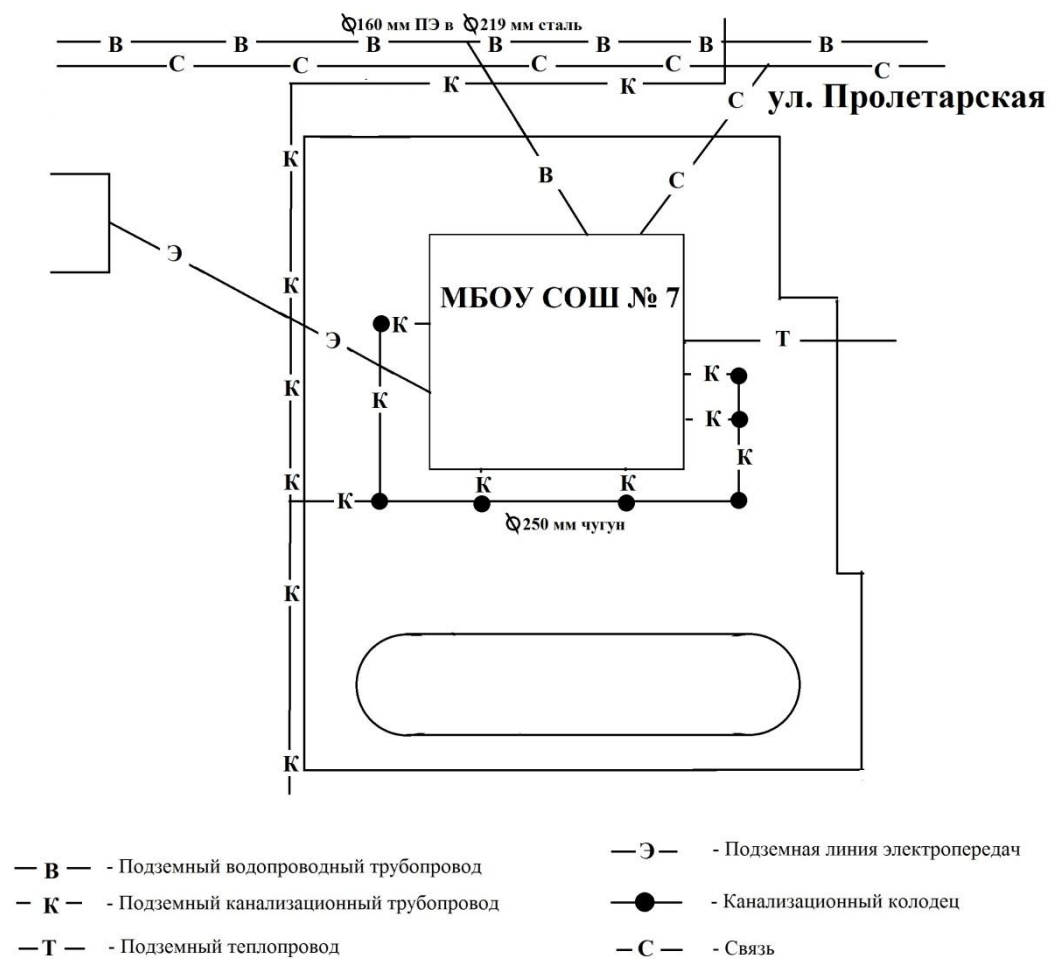 Ø160 мм ПЭ в Ø219 мм сталь
В В В В В В В
С С С С С
К К
С ул. Пролетарская
К
В С
Э
К
МБОУ СОШ № 7
К Э Т
К К
К К
К
К К К
К
Ø250 мм чугун
К
К
— В — - Подземный водопроводный трубопровод
— К — - Подземный канализационный трубопровод
— Т — - Подземный теплопровод
— Э — - Подземная линия электропередач
- Канализационный колодец
— С — - Связь